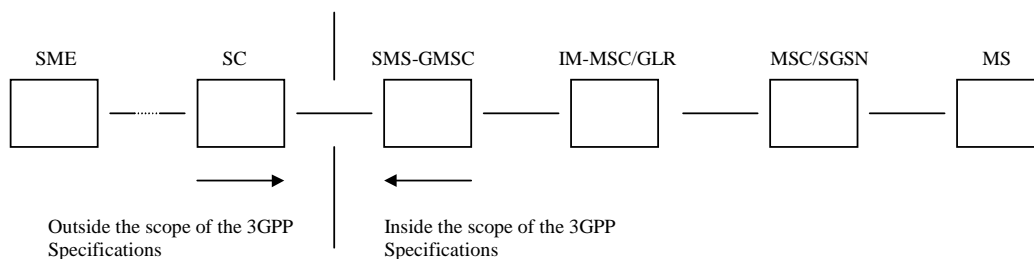 SME SC SMS-GMSC IM-MSC/GLR MSC/SGSN MS
Outside the scope of the 3GPP
Specifications
Inside the scope of the 3GPP
Specifications